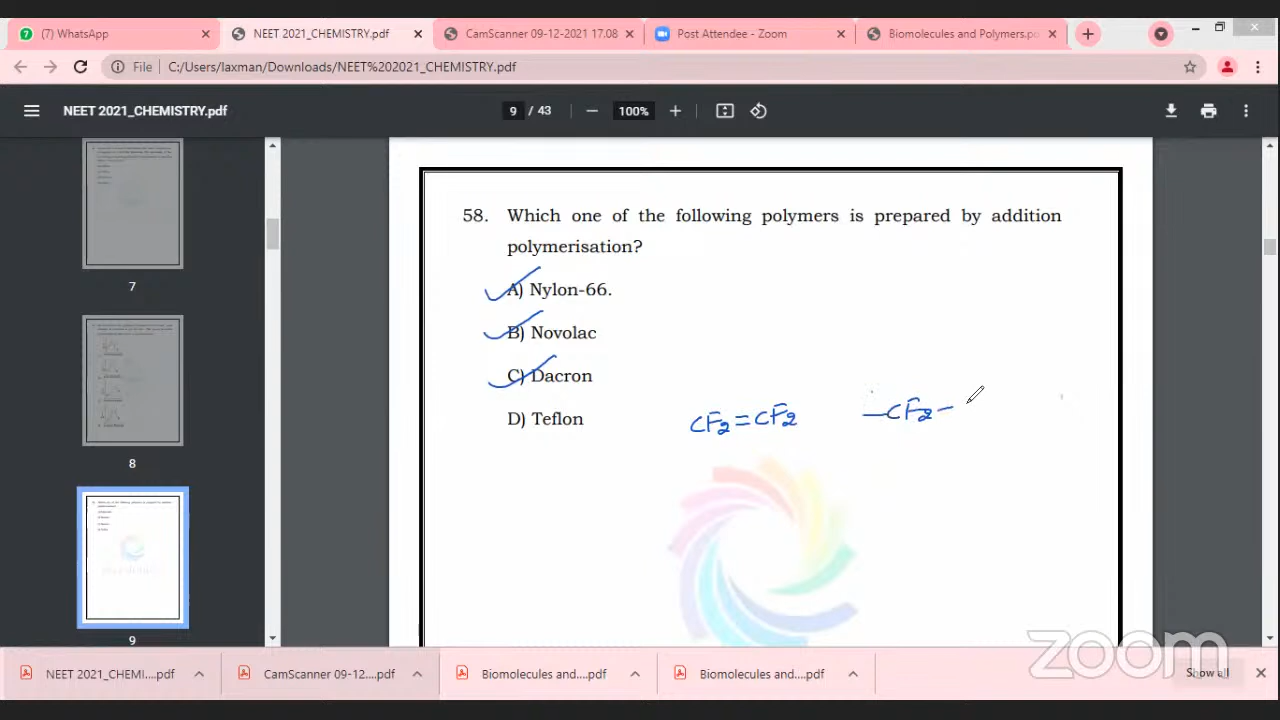 (7) WhatsApp
NEET 2021_CHEMISTRY.pdf
CamScanner 09-12-2021 17.08
Post Attendee - Zoom
Biomolecules and Polymers.po
File
C:/Users/laxman/Downloads/NEET%202021_CHEMISTRY.pdf
NEET 2021_CHEMISTRY.pdf
9 / 43
100%
7
8
9
58. Which one of the following polymers is prepared by addition
polymerisation?
A) Nylon-66.
B) Novolac
C) Dacron
D) Teflon
CF2=CF2
-CF2-
zoom
NEET 2021_CHEMI....pdf
CamScanner 09-12....pdf
Biomolecules and....pdf
Biomolecules and....pdf
Show all